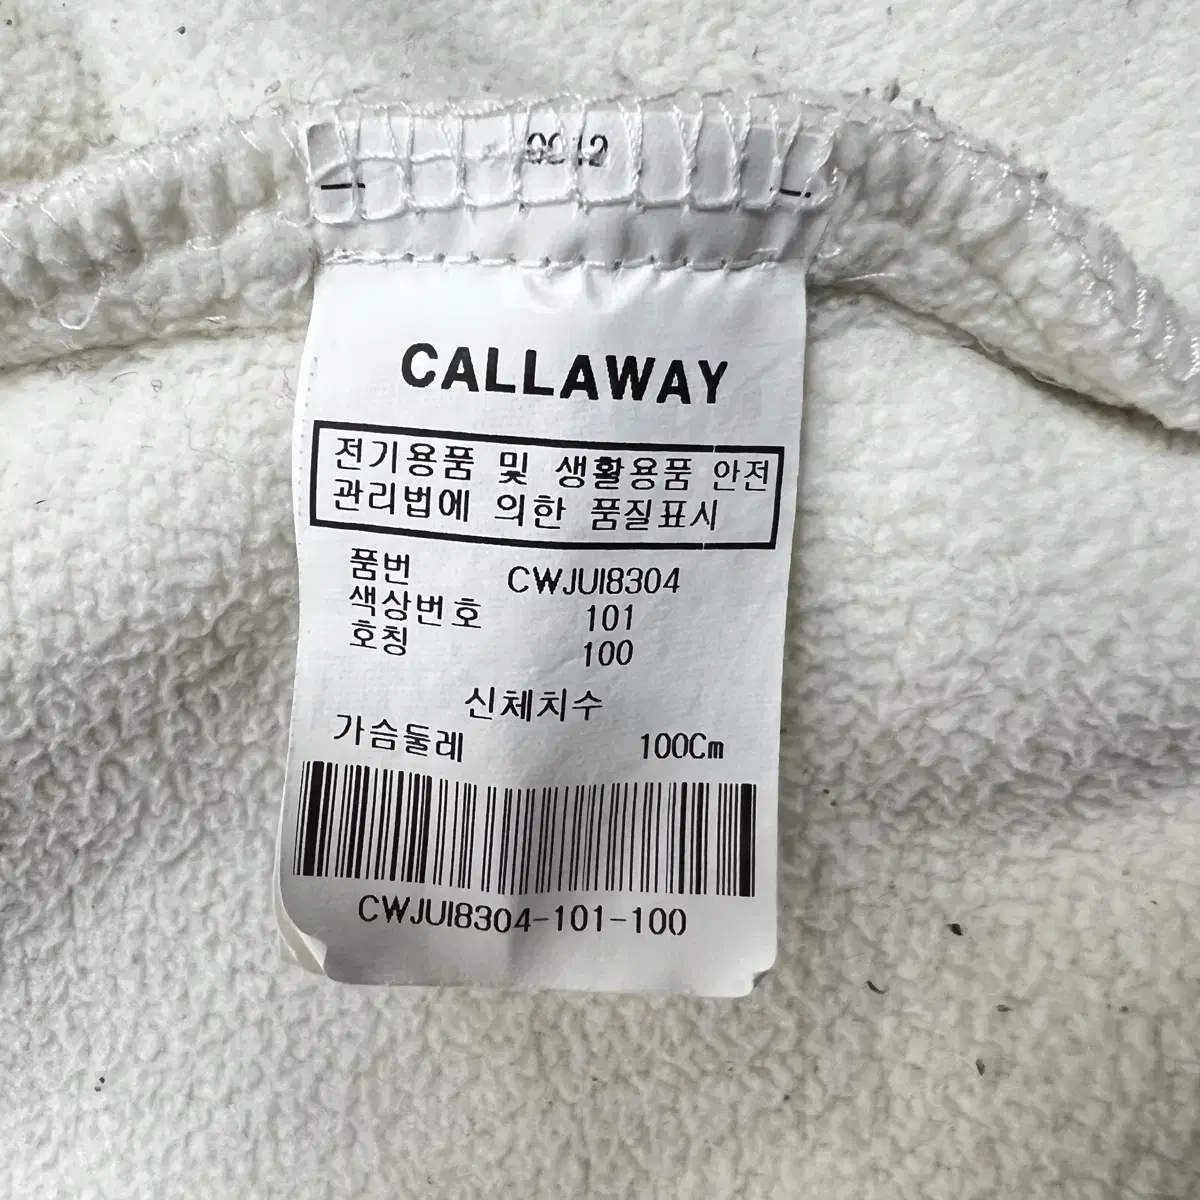 CALLAWAY
전기용품 및 생활용품 안전
관리법에 의한 품질표시
품번 CWJUI8304
색상번호 101
호칭 100
신체치수
가슴둘레 100Cm
CWJUI8304-101-100